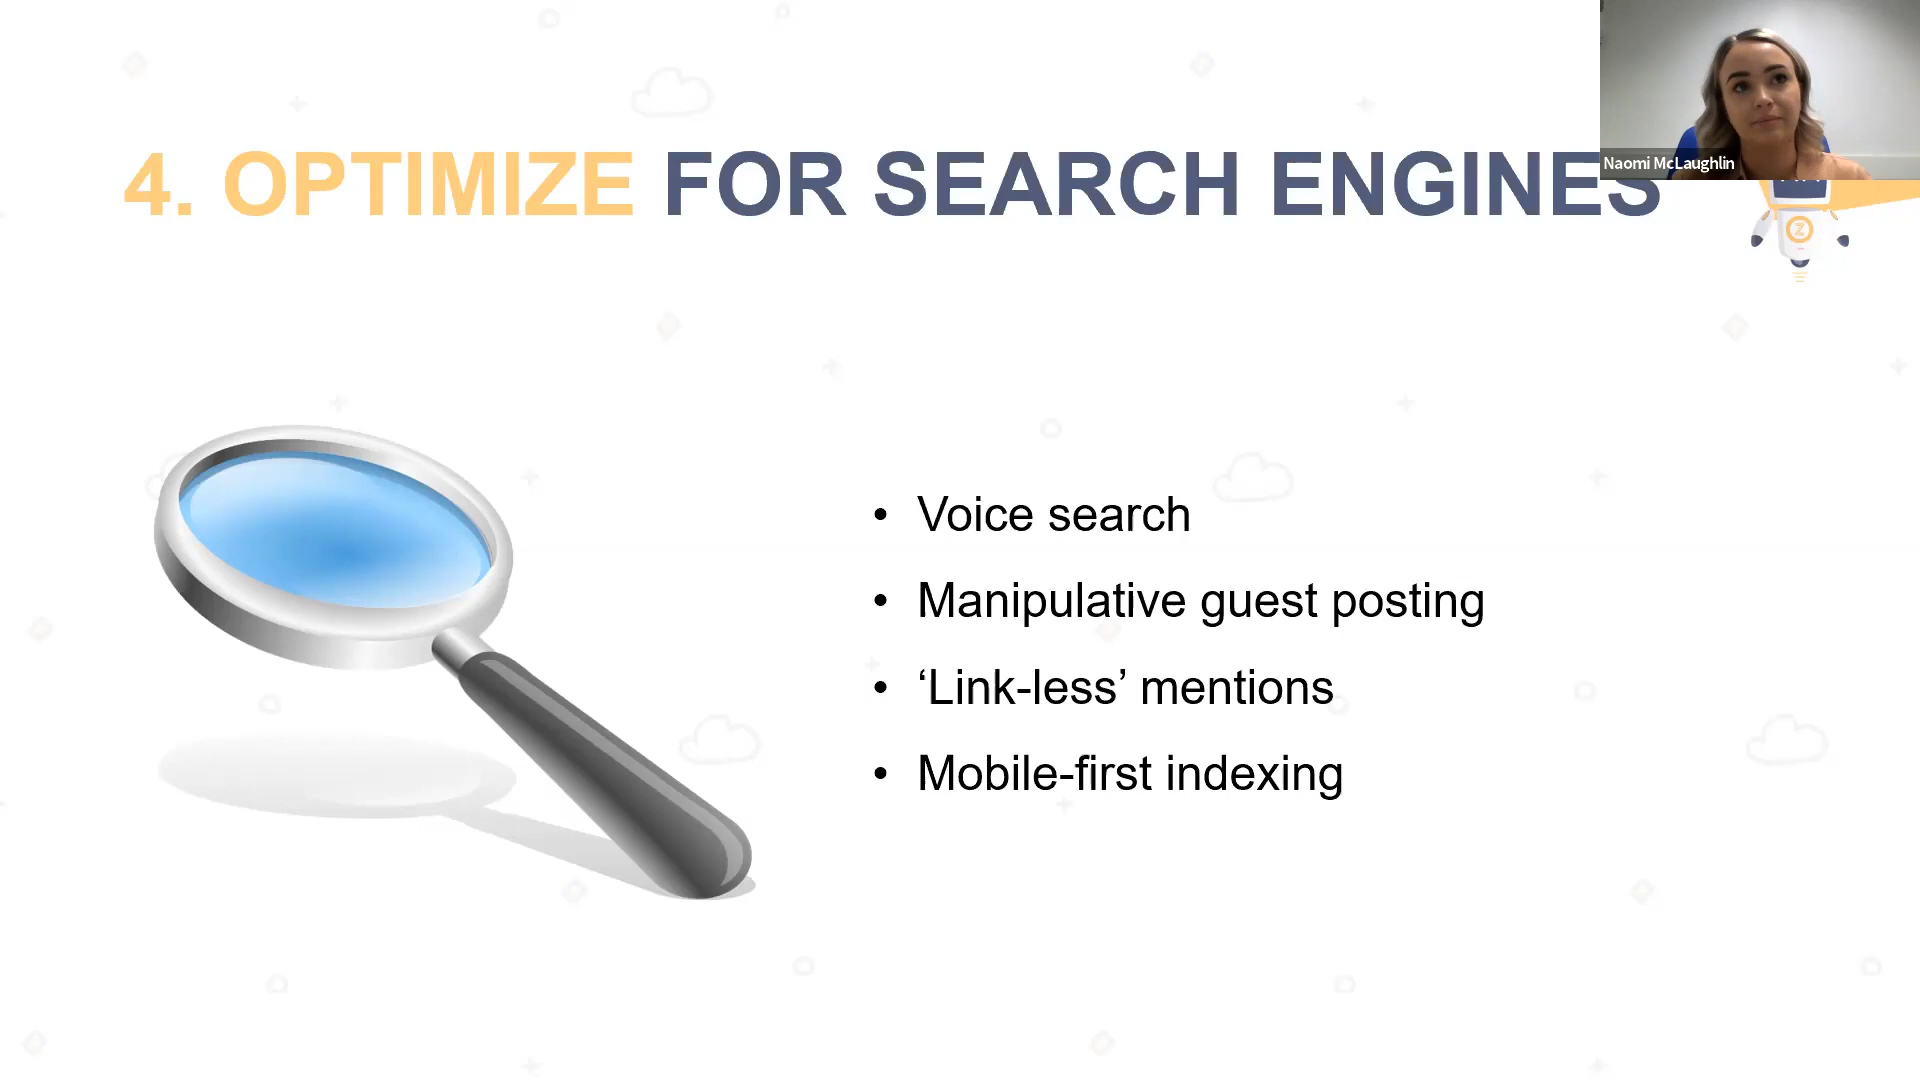 4. OPTIMIZE FOR SEARCH ENGINES
Naomi McLaughlin
Z
• Voice search
• Manipulative guest posting
• ‘Link-less’ mentions
• Mobile-first indexing